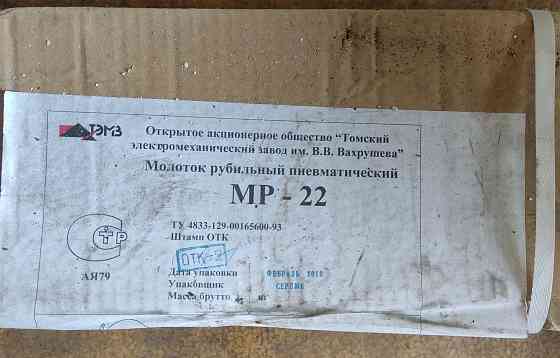 ТЭМЗ
Открытое акционерное общество “Томский
электромеханический завод им. В.В. Вахрушева”
Молоток рубильный пневматический
МР - 22
ТУ 4833-129-00165600-93
Штамп ОТК
ОТК-2
АЯ79
Дата упаковки ФЕВРАЛЬ
Упаковщик
Масса брутто кг